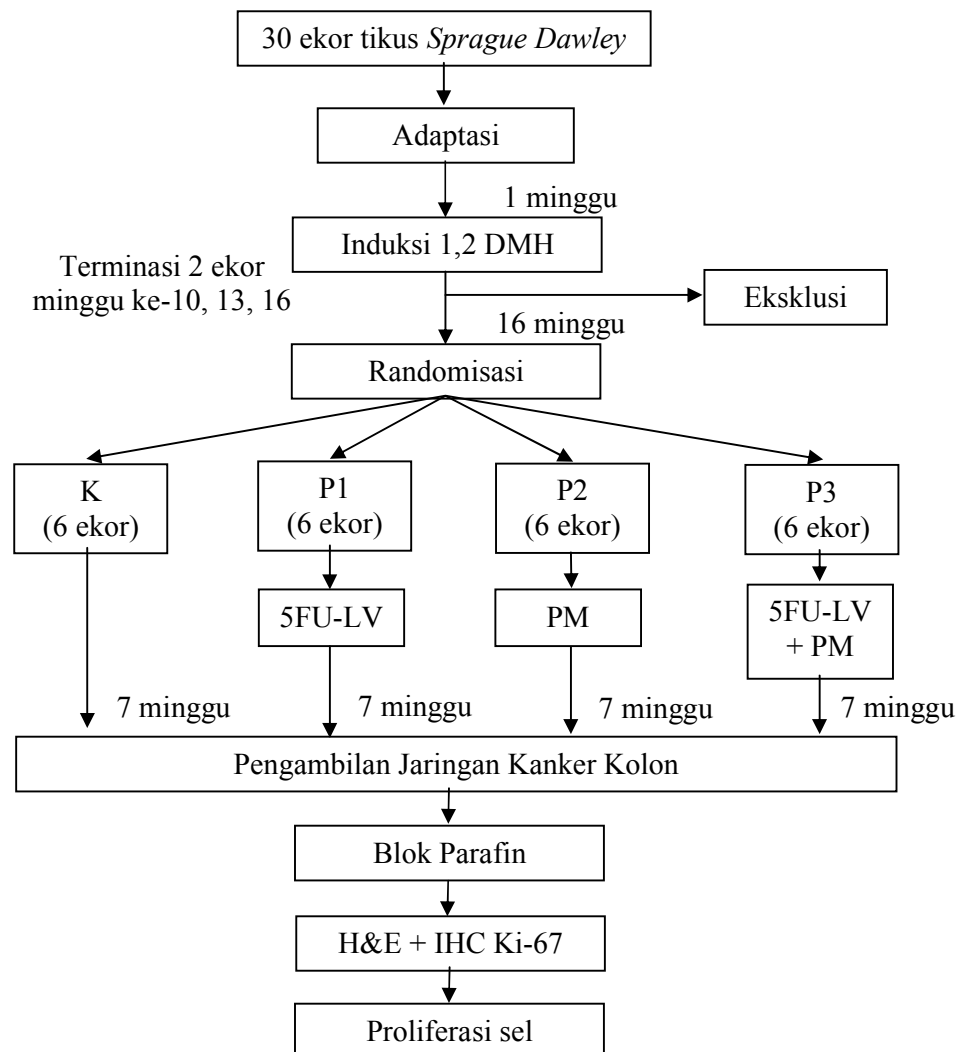 30 ekor tikus Sprague Dawley
Adaptasi
1 minggu
Induksi 1,2 DMH
Terminasi 2 ekor
minggu ke-10, 13, 16
Eksklusi
16 minggu
Randomisasi
K
(6 ekor)
P1
(6 ekor)
P2
(6 ekor)
P3
(6 ekor)
5FU-LV
PM
5FU-LV
+ PM
7 minggu
7 minggu
7 minggu
7 minggu
Pengambilan Jaringan Kanker Kolon
Blok Parafin
H&E + IHC Ki-67
Proliferasi sel